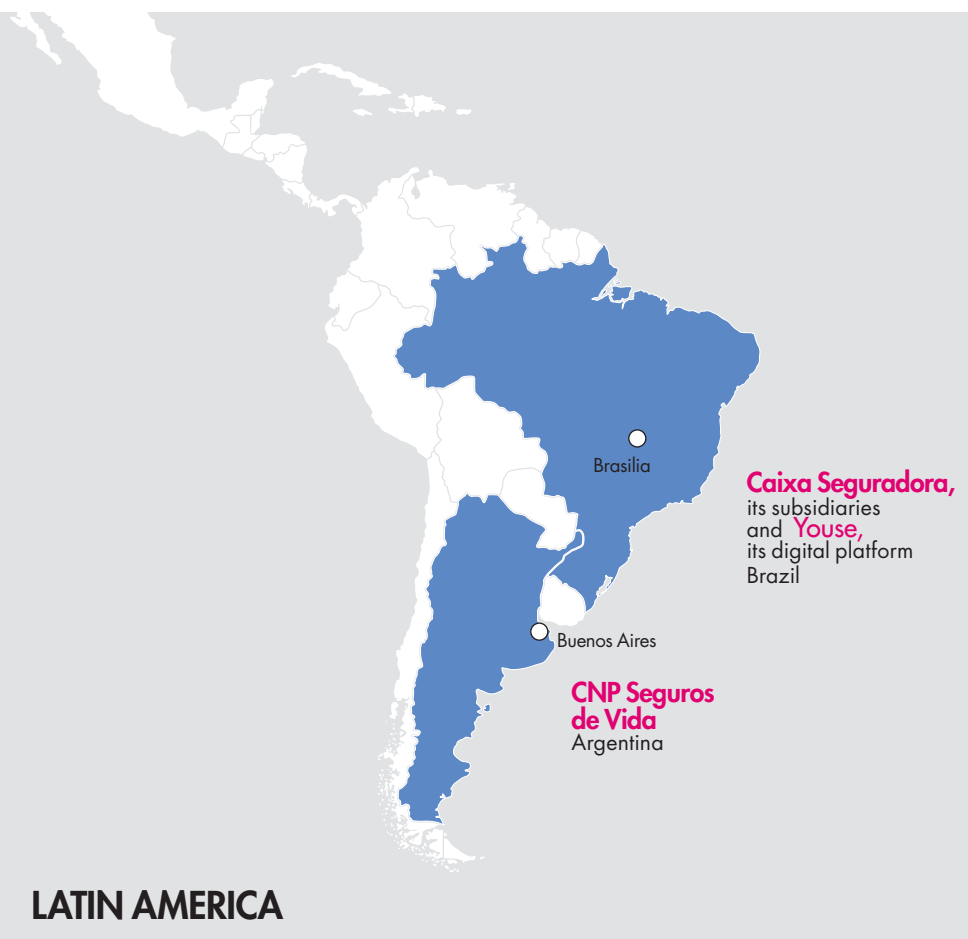 Brasilia
Caixa Seguradora,
its subsidiaries
and Youse,
its digital platform
Brazil
Buenos Aires
CNP Seguros
de Vida
Argentina
LATIN AMERICA